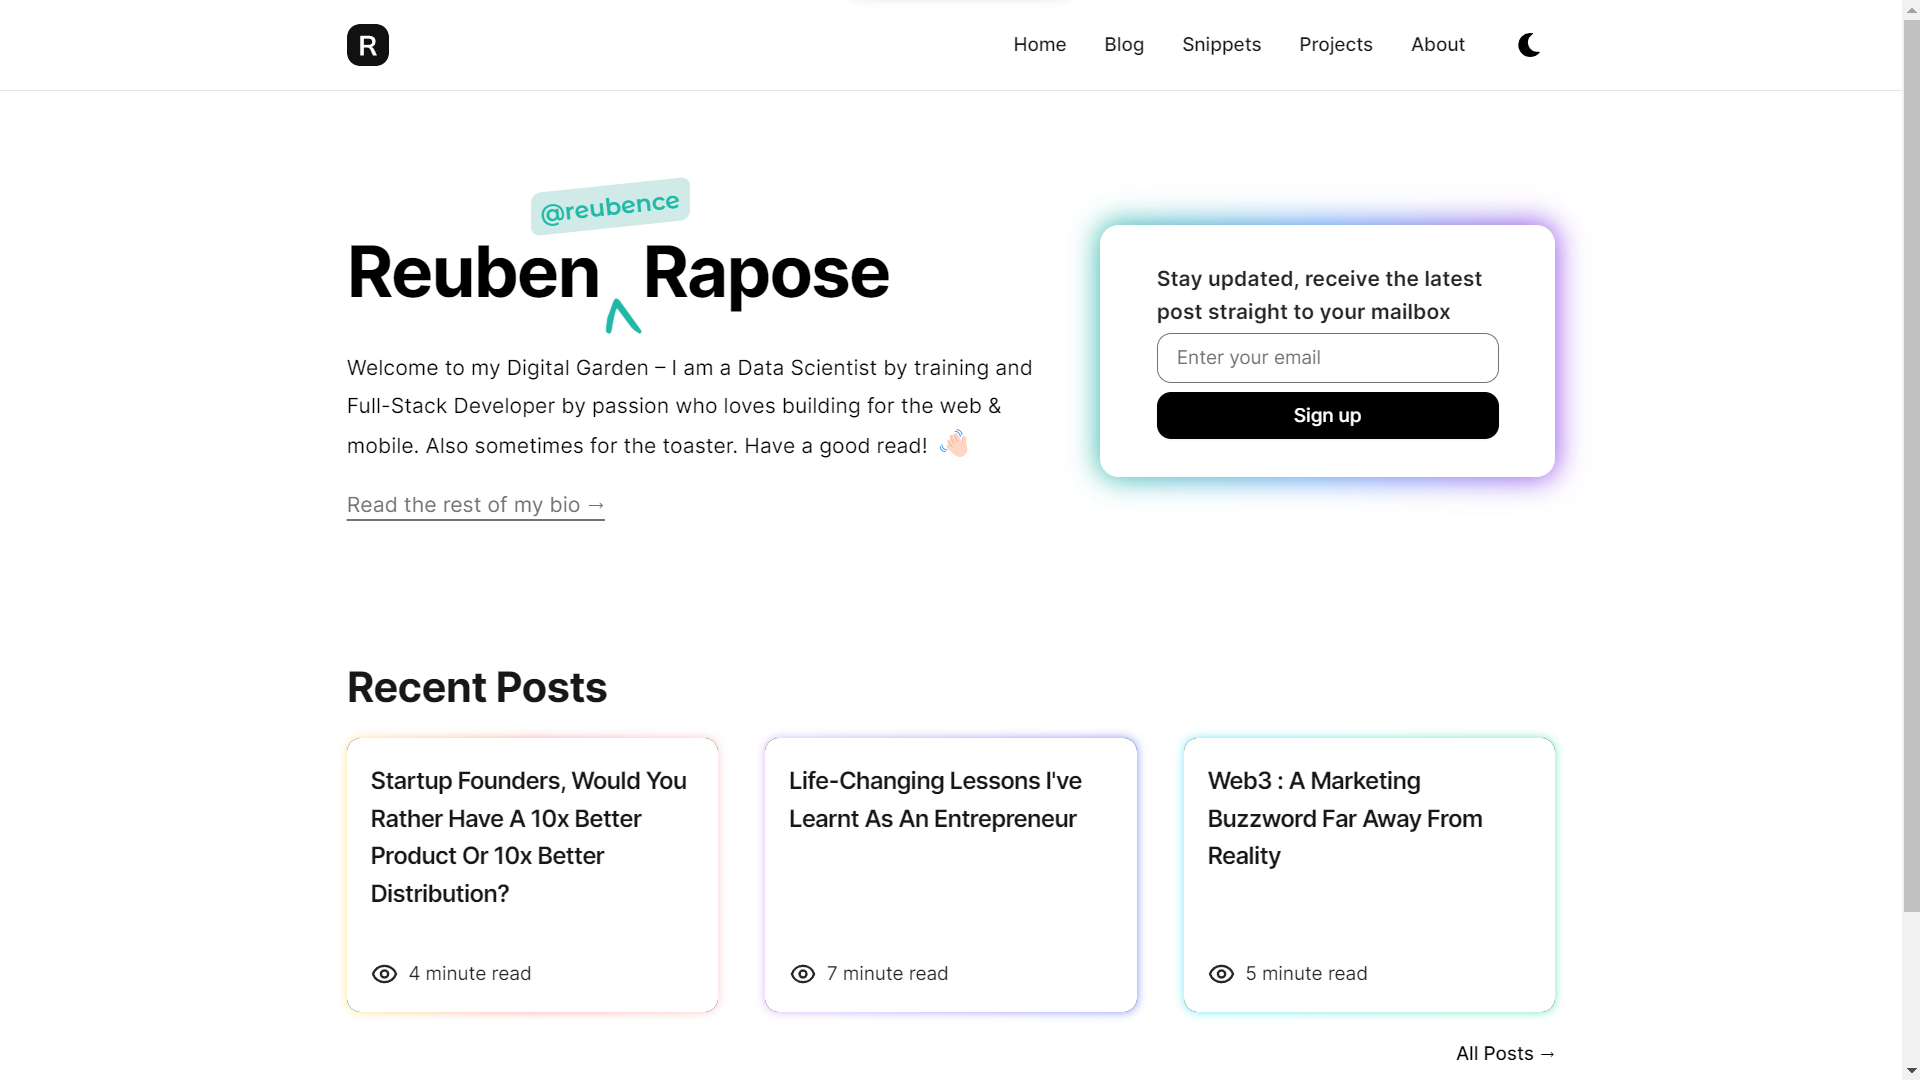 R
Home
Blog
Snippets
Projects
About
@reubence
Reuben Rapose
Welcome to my Digital Garden – I am a Data Scientist by training and
Full-Stack Developer by passion who loves building for the web &
mobile. Also sometimes for the toaster. Have a good read! 👋🏻
Read the rest of my bio →
Stay updated, receive the latest
post straight to your mailbox
Enter your email
Sign up
Recent Posts
Startup Founders, Would You
Rather Have A 10x Better
Product Or 10x Better
Distribution?
4 minute read
Life-Changing Lessons I've
Learnt As An Entrepreneur
7 minute read
Web3 : A Marketing
Buzzword Far Away From
Reality
5 minute read
All Posts →